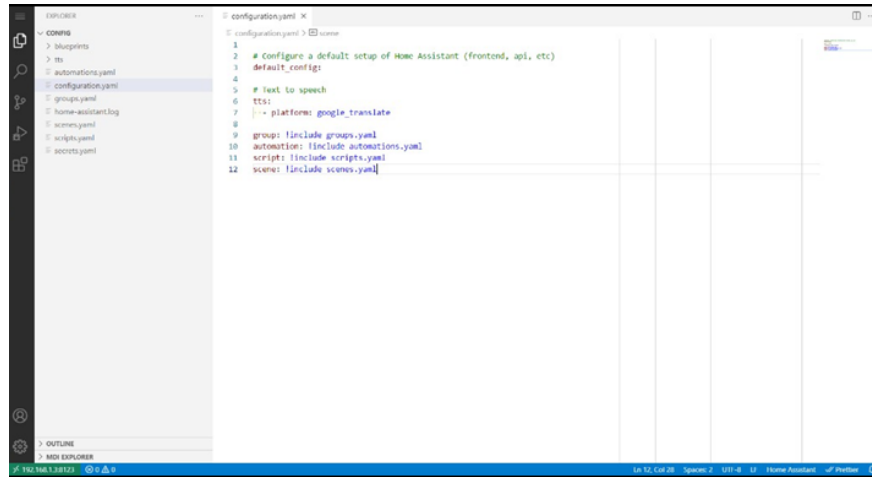 EXPLORER
configuration.yaml
CONFIG
configuration.yaml > scene
blueprints
tts
automations.yaml
configuration.yaml
groups.yaml
home-assistant.log
scenes.yaml
scripts.yaml
secrets.yaml
1
2 # Configure a default setup of Home Assistant (frontend, api, etc)
3 default_config:
4
5 # Text to speech
6 tts:
7 - platform: google_translate
8
9 group: !include groups.yaml
10 automation: !include automations.yaml
11 script: !include scripts.yaml
12 scene: !include scenes.yaml
OUTLINE
MDI EXPLORER
192.168.1.3:8123 0 0 Ln 12, Col 28 Spaces: 2 UTF-8 LF Home Assistant Prettier